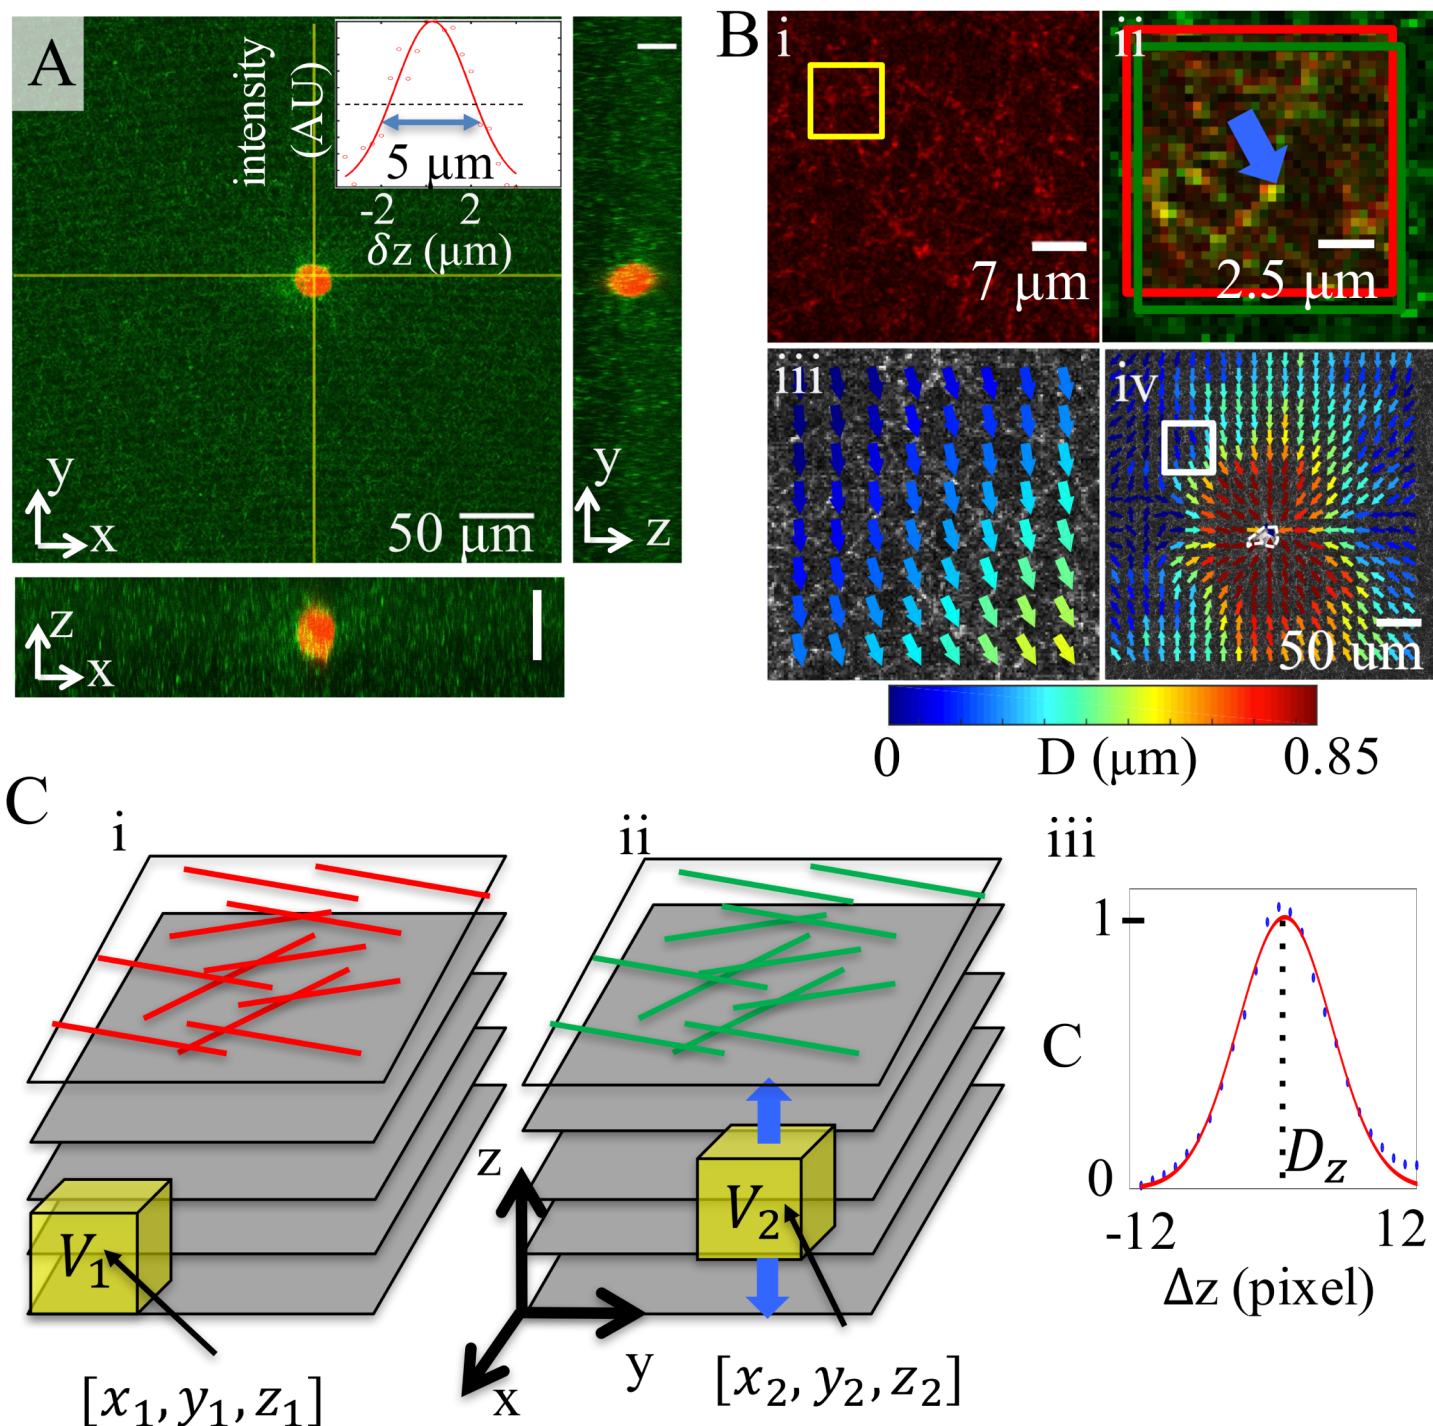 A
intensity
(AU)
5 μm
-2
2
δz (μm)
y
x
50 μm
y
z
z
x
B
i
7 μm
ii
2.5 μm
iii
iv
50 um
0
D (μm)
0.85
C
i
V₁
[x₁, y₁, z₁]
ii
V₂
z
y
x
[x₂, y₂, z₂]
iii
1
C
0
D_z
-12
12
Δz (pixel)